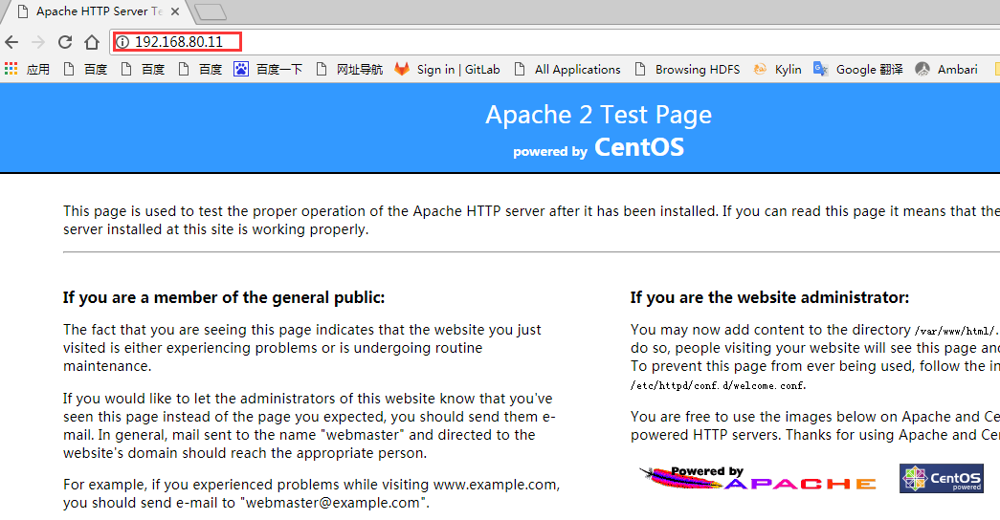 Apache HTTP Server Te
192.168.80.11
应用 百度 百度 百度 百度一下 网址导航 Sign in | GitLab All Applications Browsing HDFS Kylin Google 翻译 Ambari
Apache 2 Test Page
powered by CentOS
This page is used to test the proper operation of the Apache HTTP server after it has been installed. If you can read this page it means that the
server installed at this site is working properly.
If you are a member of the general public:
The fact that you are seeing this page indicates that the website you just
visited is either experiencing problems or is undergoing routine
maintenance.
If you would like to let the administrators of this website know that you've
seen this page instead of the page you expected, you should send them e-
mail. In general, mail sent to the name "webmaster" and directed to the
website's domain should reach the appropriate person.
For example, if you experienced problems while visiting www.example.com,
you should send e-mail to "webmaster@example.com".
If you are the website administrator:
You may now add content to the directory /var/www/html/.
do so, people visiting your website will see this page and
To prevent this page from ever being used, follow the in
/etc/httpd/conf.d/welcome.conf.
You are free to use the images below on Apache and Ce
powered HTTP servers. Thanks for using Apache and Cen
Powered by
APACHE
CentOS
powered